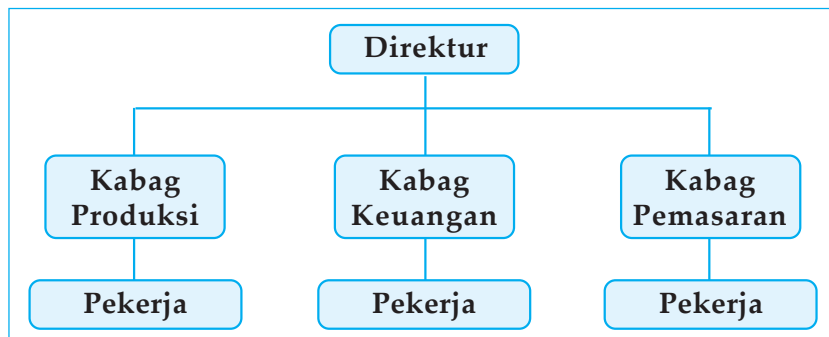 Direktur
Kabag
Produksi
Kabag
Keuangan
Kabag
Pemasaran
Pekerja
Pekerja
Pekerja